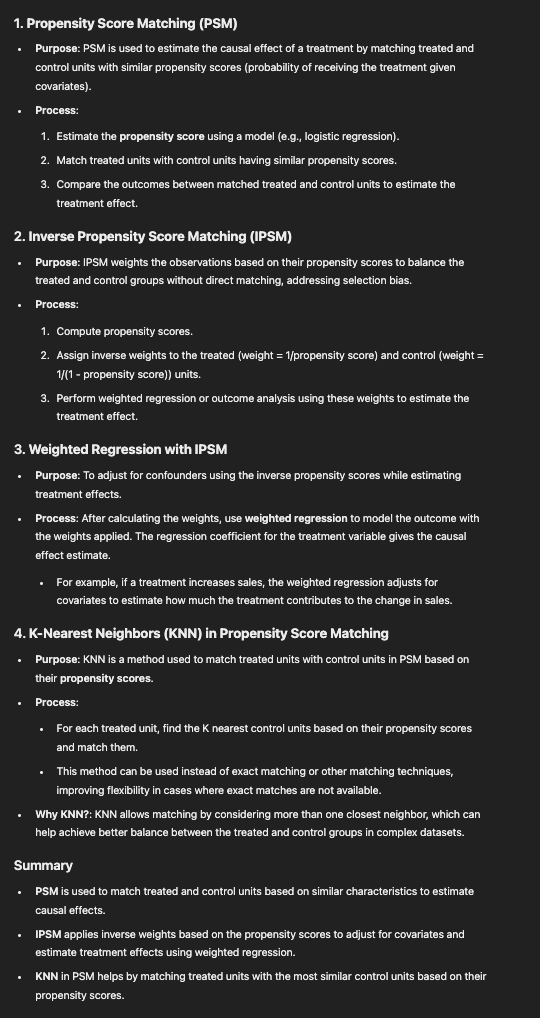 1. Propensity Score Matching (PSM)
• Purpose: PSM is used to estimate the causal effect of a treatment by matching treated and
control units with similar propensity scores (probability of receiving the treatment given
covariates).
• Process:
1. Estimate the propensity score using a model (e.g., logistic regression).
2. Match treated units with control units having similar propensity scores.
3. Compare the outcomes between matched treated and control units to estimate the
treatment effect.
2. Inverse Propensity Score Matching (IPSM)
• Purpose: IPSM weights the observations based on their propensity scores to balance the
treated and control groups without direct matching, addressing selection bias.
• Process:
1. Compute propensity scores.
2. Assign inverse weights to the treated (weight = 1/propensity score) and control (weight =
1/(1 - propensity score)) units.
3. Perform weighted regression or outcome analysis using these weights to estimate the
treatment effect.
3. Weighted Regression with IPSM
• Purpose: To adjust for confounders using the inverse propensity scores while estimating
treatment effects.
• Process: After calculating the weights, use weighted regression to model the outcome with
the weights applied. The regression coefficient for the treatment variable gives the causal
effect estimate.
• For example, if a treatment increases sales, the weighted regression adjusts for
covariates to estimate how much the treatment contributes to the change in sales.
4. K-Nearest Neighbors (KNN) in Propensity Score Matching
• Purpose: KNN is a method used to match treated units with control units in PSM based on
their propensity scores.
• Process:
• For each treated unit, find the K nearest control units based on their propensity scores
and match them.
• This method can be used instead of exact matching or other matching techniques,
improving flexibility in cases where exact matches are not available.
• Why KNN?: KNN allows matching by considering more than one closest neighbor, which can
help achieve better balance between the treated and control groups in complex datasets.
Summary
• PSM is used to match treated and control units based on similar characteristics to estimate
causal effects.
• IPSM applies inverse weights based on the propensity scores to adjust for covariates and
estimate treatment effects using weighted regression.
• KNN in PSM helps by matching treated units with the most similar control units based on their
propensity scores.